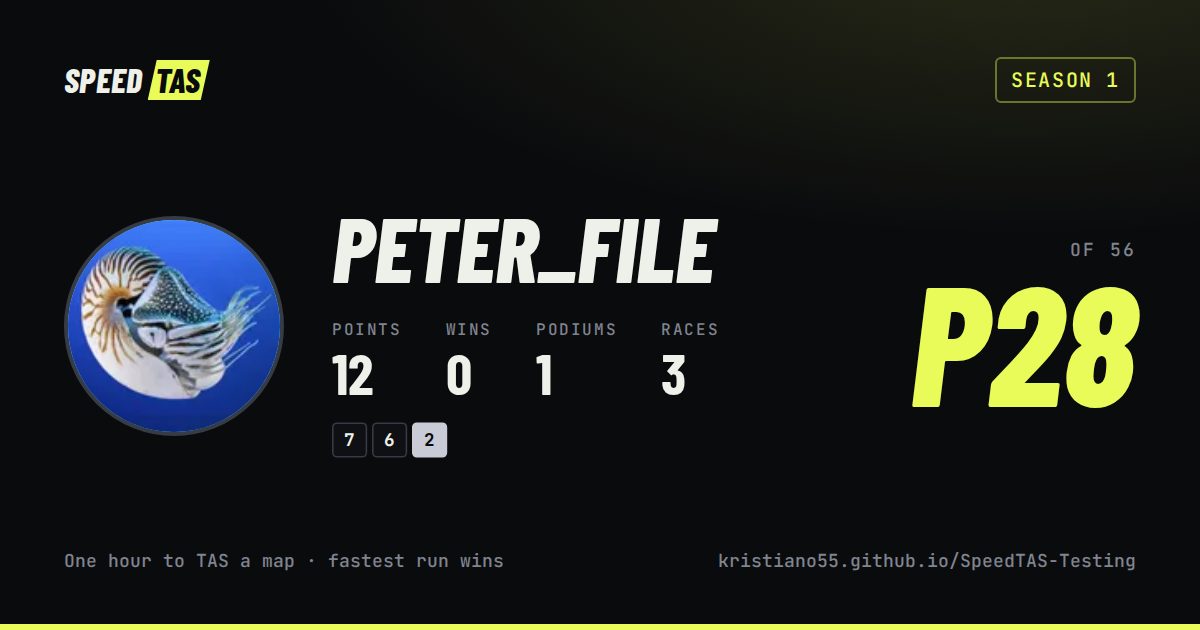 SPEED TAS
SEASON 1
PETER_FILE
POINTS WINS PODIUMS RACES
12 0 1 3
7 6 2
OF 56
P28
One hour to TAS a map · fastest run wins
kristiano55.github.io/SpeedTAS-Testing